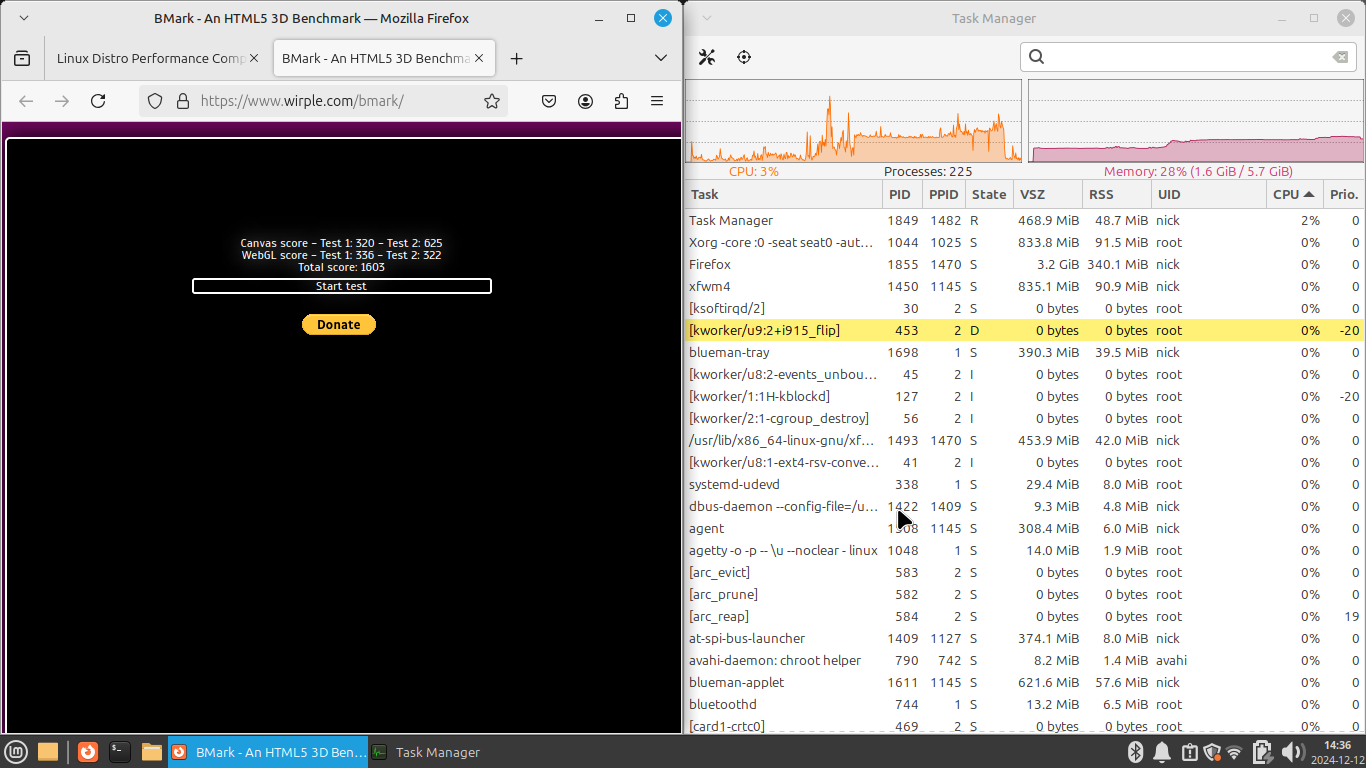 BMark - An HTML5 3D Benchmark — Mozilla Firefox
Linux Distro Performance Comp
BMark - An HTML5 3D Benchma
https://www.wirple.com/bmark/
Canvas score - Test 1: 320 - Test 2: 625
WebGL score - Test 1: 336 - Test 2: 322
Total score: 1603
Start test
Donate
Task Manager
CPU: 3%
Processes: 225
Memory: 28% (1.6 GiB / 5.7 GiB)
Task PID PPID State VSZ RSS UID CPU Prio.
Task Manager 1849 1482 R 468.9 MiB 48.7 MiB nick 2% 0
Xorg -core :0 -seat seat0 -aut... 1044 1025 S 833.8 MiB 91.5 MiB root 0% 0
Firefox 1855 1470 S 3.2 GiB 340.1 MiB nick 0% 0
xfwm4 1450 1145 S 835.1 MiB 90.9 MiB nick 0% 0
[ksoftirqd/2] 30 2 S 0 bytes 0 bytes root 0% 0
[kworker/u9:2+i915_flip] 453 2 D 0 bytes 0 bytes root 0% -20
blueman-tray 1698 1 S 390.3 MiB 39.5 MiB nick 0% 0
[kworker/u8:2-events_unbou... 45 2 I 0 bytes 0 bytes root 0% 0
[kworker/1:1H-kblockd] 127 2 I 0 bytes 0 bytes root 0% -20
[kworker/2:1-cgroup_destroy] 56 2 I 0 bytes 0 bytes root 0% 0
/usr/lib/x86_64-linux-gnu/xf... 1493 1470 S 453.9 MiB 42.0 MiB nick 0% 0
[kworker/u8:1-ext4-rsv-conve... 41 2 I 0 bytes 0 bytes root 0% 0
systemd-udevd 338 1 S 29.4 MiB 8.0 MiB root 0% 0
dbus-daemon --config-file=/u... 1422 1409 S 9.3 MiB 4.8 MiB nick 0% 0
agent 1145 S 308.4 MiB 6.0 MiB nick 0% 0
agetty -o -p -- \u --noclear - linux 1048 1 S 14.0 MiB 1.9 MiB root 0% 0
[arc_evict] 583 2 S 0 bytes 0 bytes root 0% 0
[arc_prune] 582 2 S 0 bytes 0 bytes root 0% 0
[arc_reap] 584 2 S 0 bytes 0 bytes root 0% 19
at-spi-bus-launcher 1409 1127 S 374.1 MiB 8.0 MiB nick 0% 0
avahi-daemon: chroot helper 790 742 S 8.2 MiB 1.4 MiB avahi 0% 0
blueman-applet 1611 1145 S 621.6 MiB 57.6 MiB nick 0% 0
bluetoothd 744 1 S 13.2 MiB 6.5 MiB root 0% 0
[card1-crtc0] 469 2 S 0 bytes 0 bytes root 0% 0
BMark - An HTML5 3D Ben...
Task Manager
14:36
2024-12-12